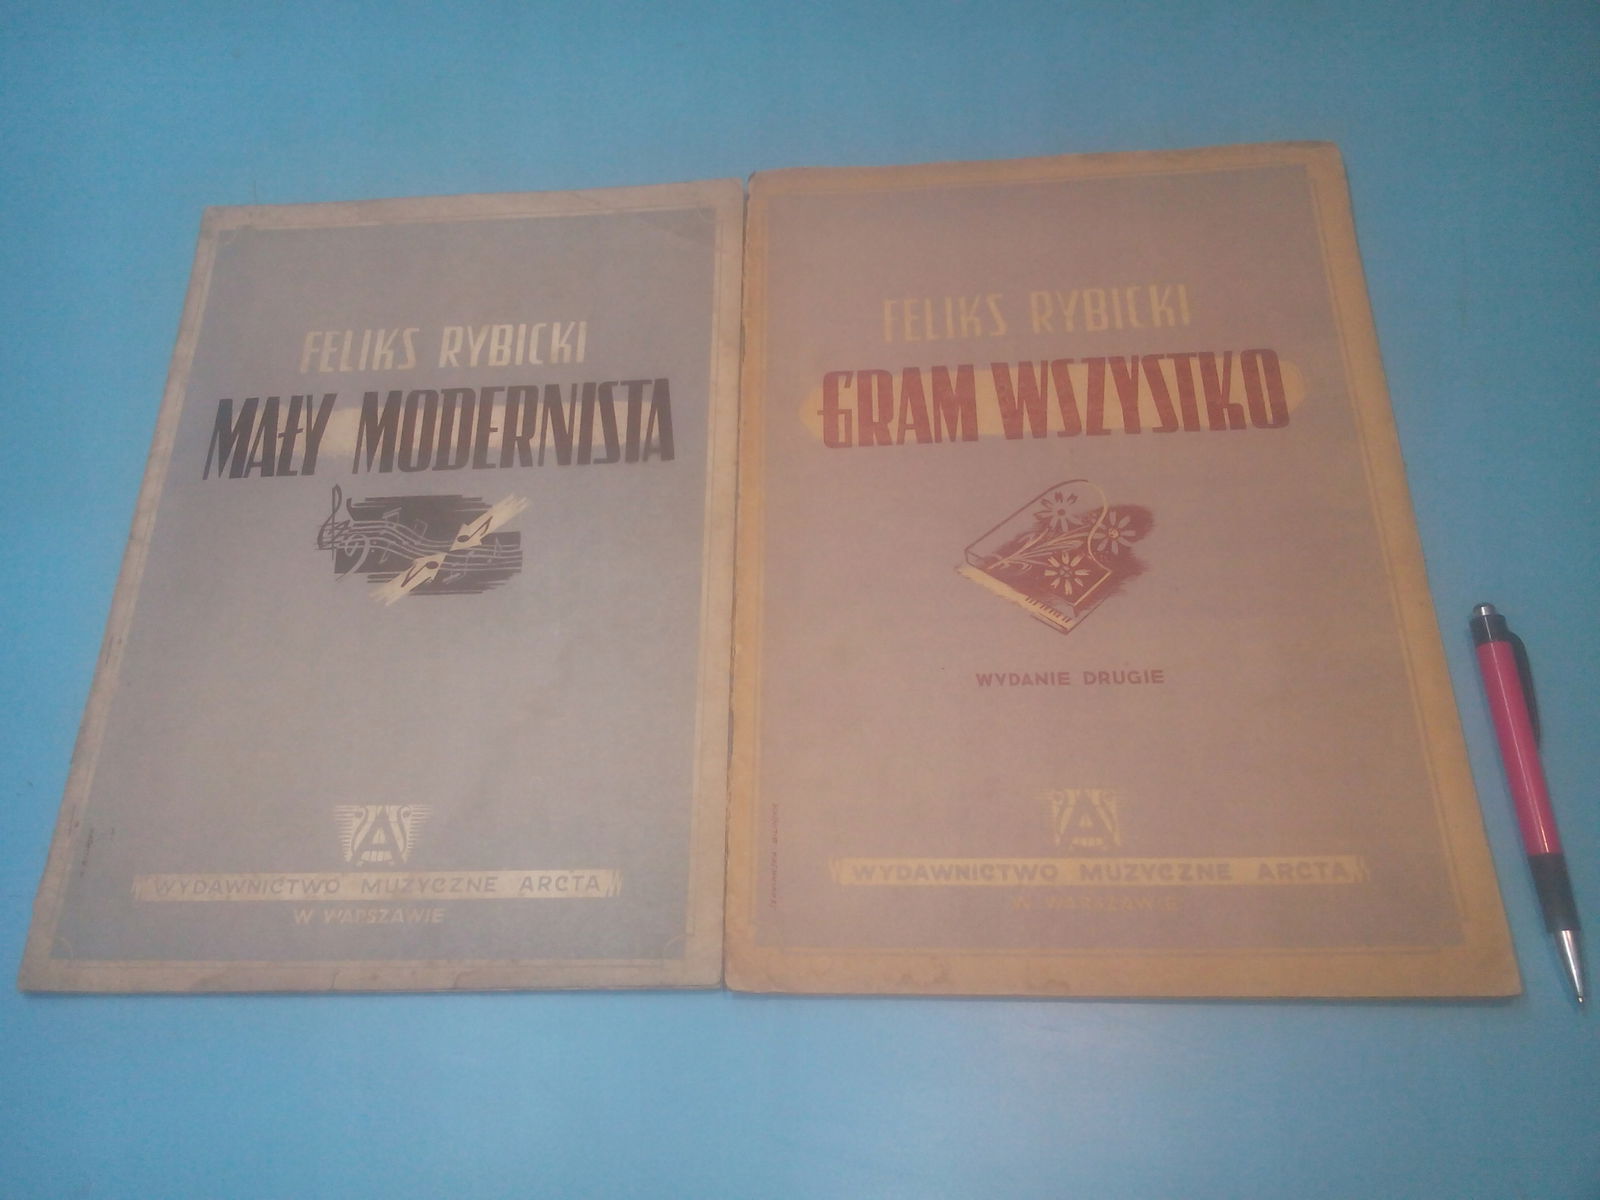 FELIKS RYBICKI
MAŁY MODERNISTA
A
WYDAWNICTWO MUZYCZNE ARCTA
W WARSZAWIE
FELIKS RYBICKI
GRAM WSZYSTKO
WYDANIE DRUGIE
A
WYDAWNICTWO MUZYCZNE ARCTA
W WARSZAWIE